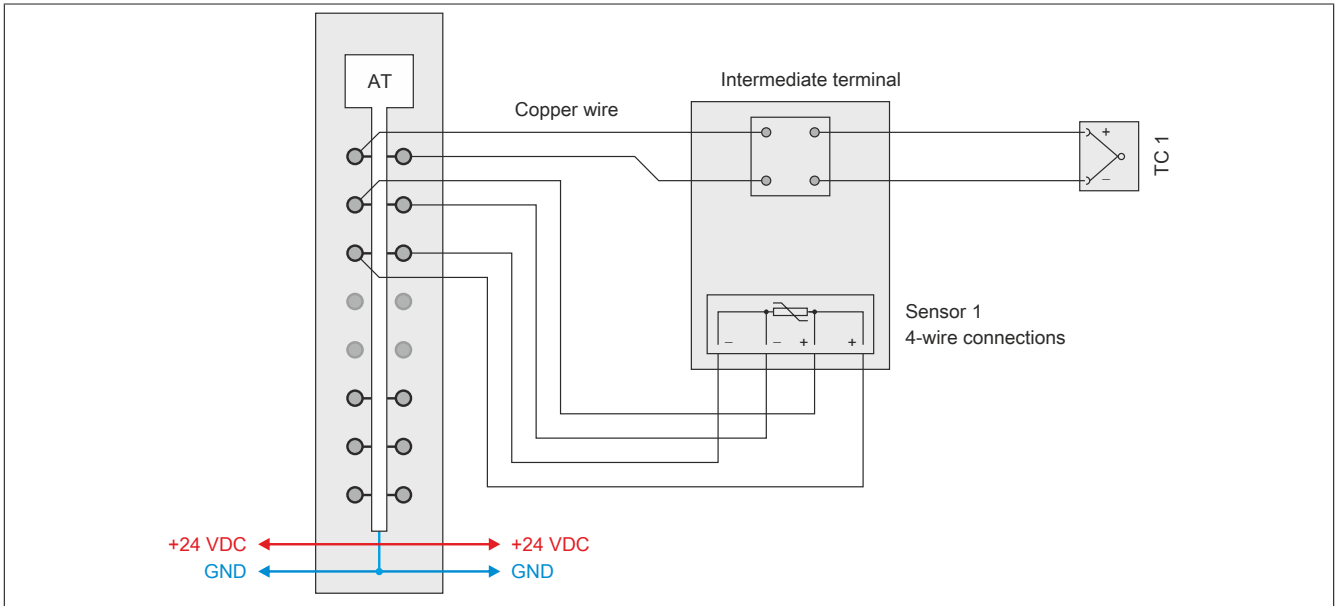 AT
Intermediate terminal
Copper wire
+
−
TC 1
Sensor 1
4-wire connections
− − + +
+24 VDC +24 VDC
GND GND